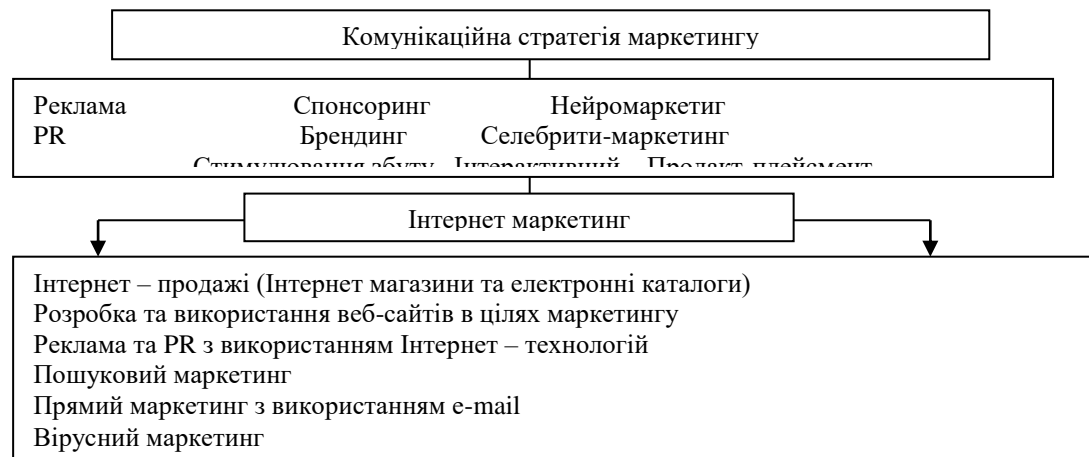 Комунікаційна стратегія маркетингу
Реклама Спонсоринг Нейромаркетиг
PR Брендинг Селебрити-маркетинг
Стимулювання збуту Інтерактивний Продакт-плейсмент
Інтернет маркетинг
Інтернет – продажі (Інтернет магазини та електронні каталоги)
Розробка та використання веб-сайтів в цілях маркетингу
Реклама та PR з використанням Інтернет – технологій
Пошуковий маркетинг
Прямий маркетинг з використанням e-mail
Вірусний маркетинг